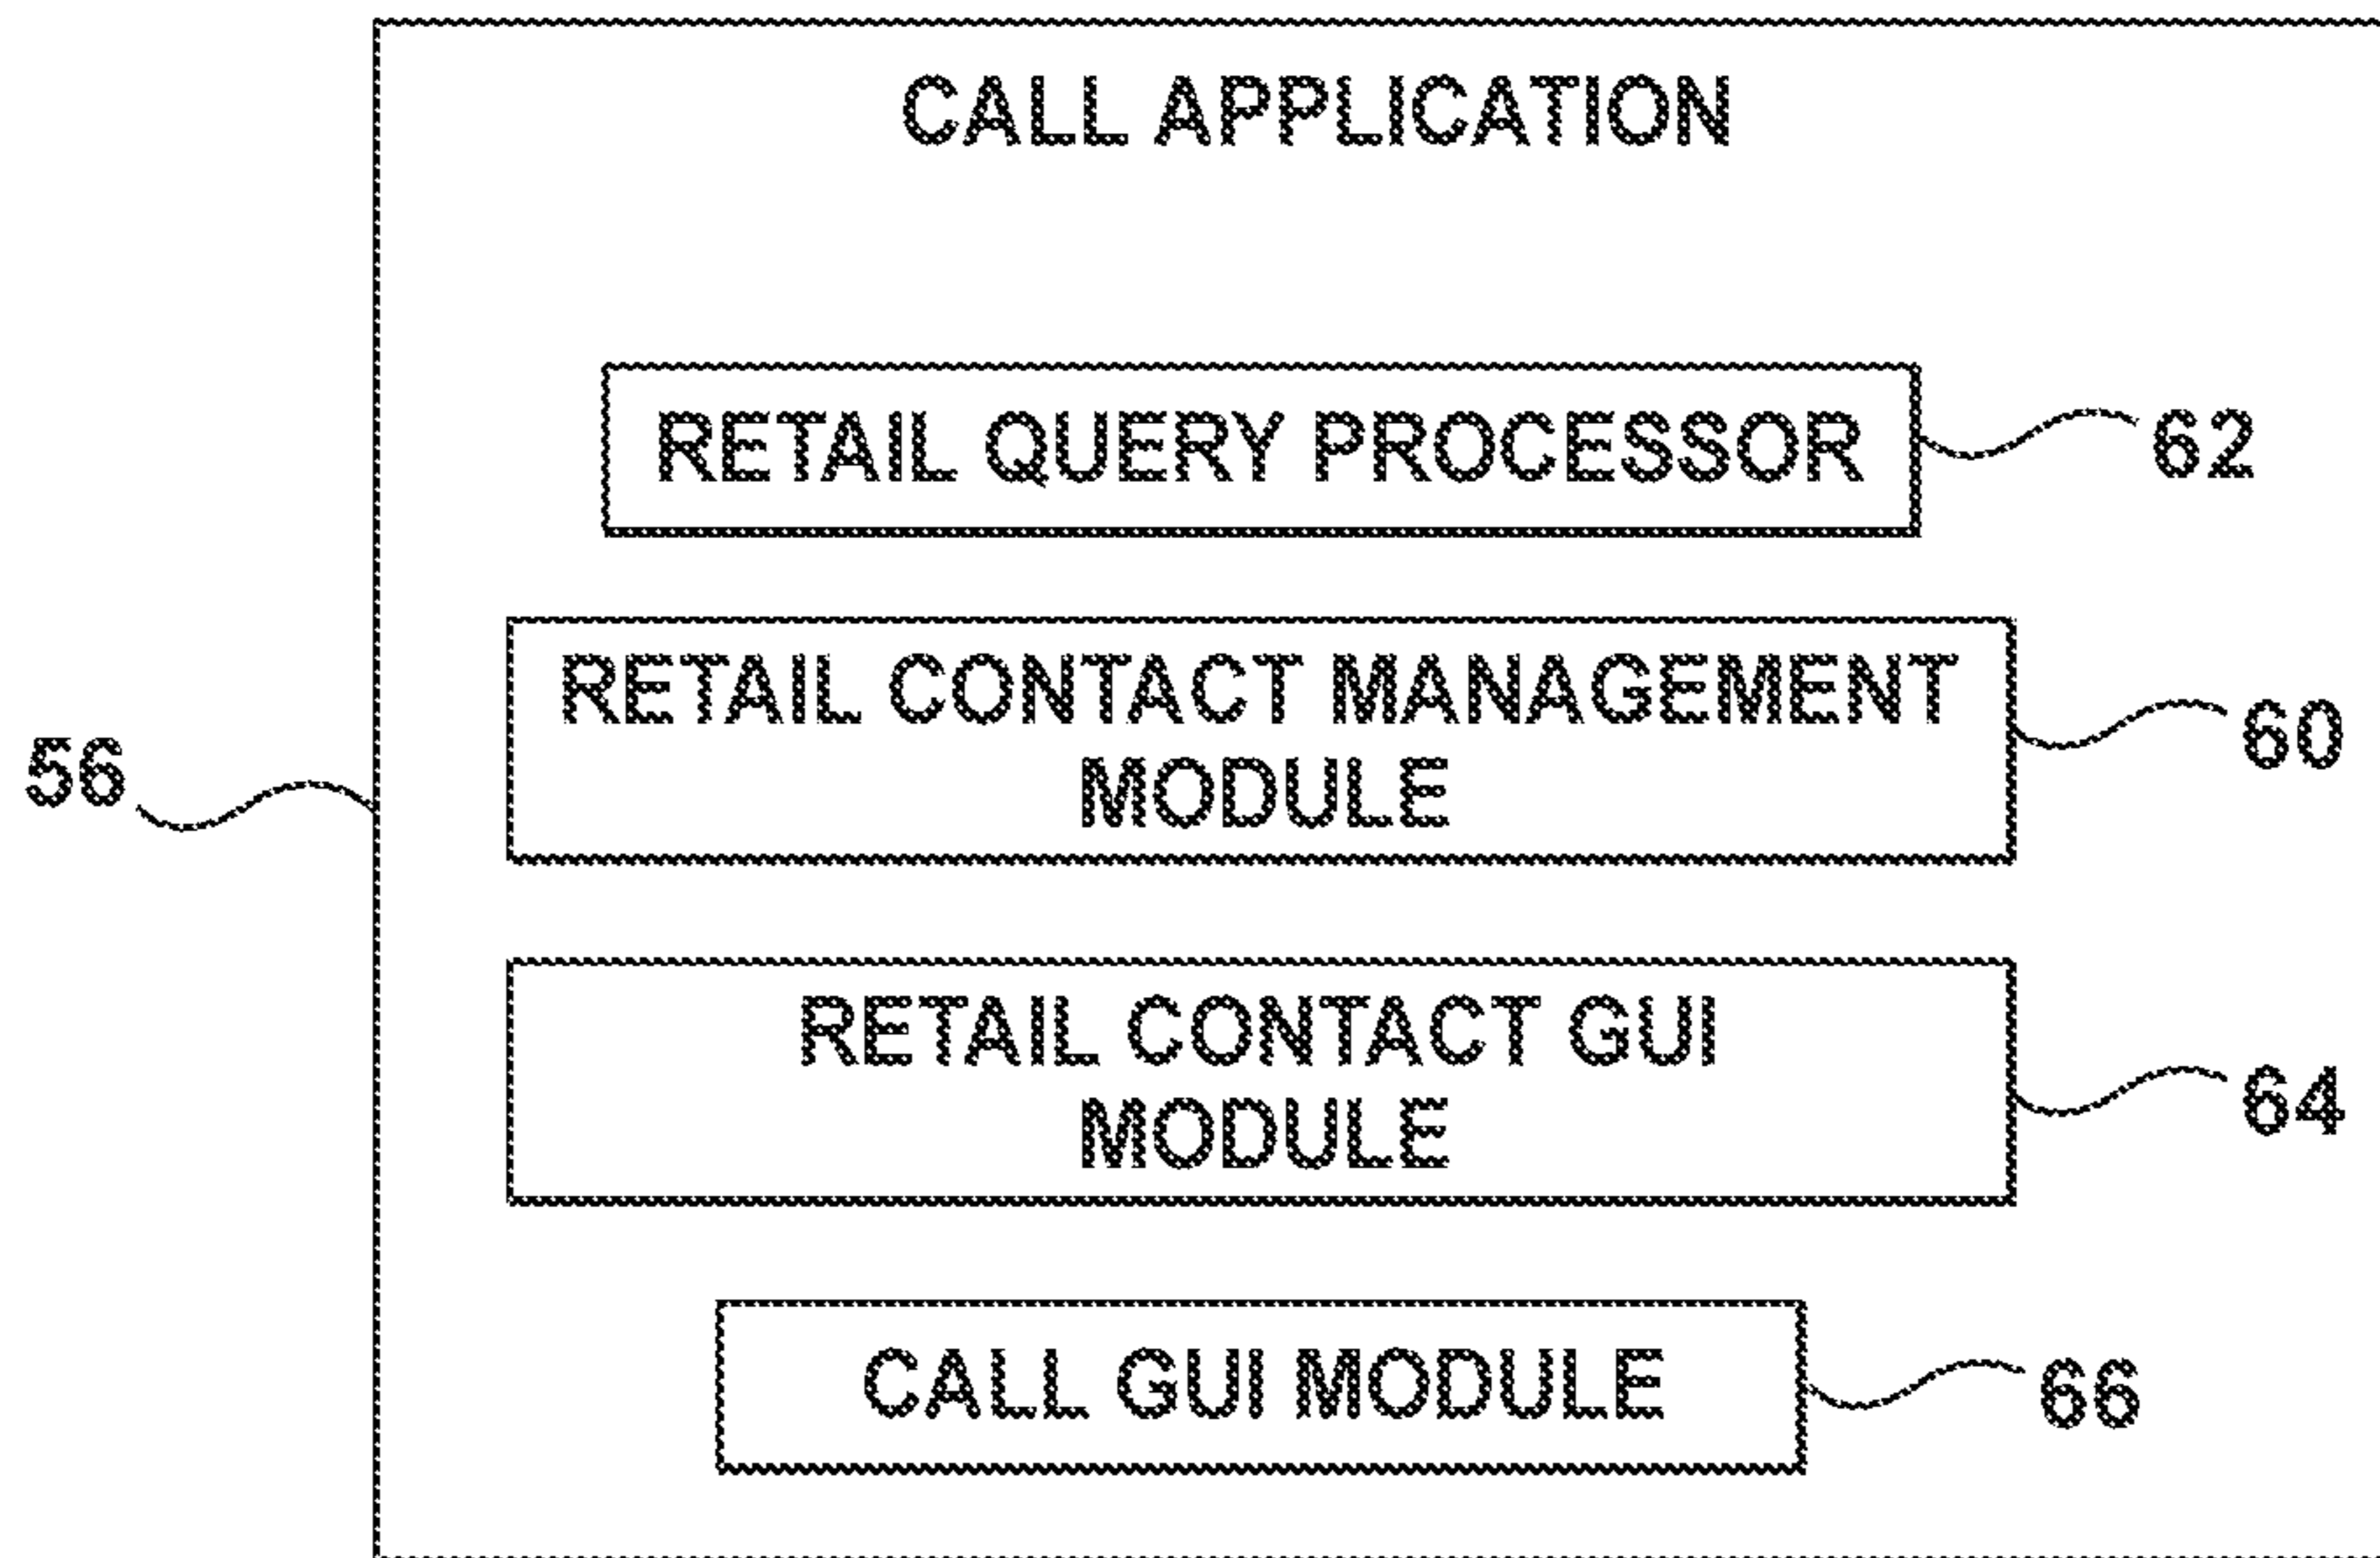 CALL APPLICATION
RETAIL QUERY PROCESSOR
62
RETAIL CONTACT MANAGEMENT
MODULE
60
56
RETAIL CONTACT GUI
MODULE
64
CALL GUI MODULE
66